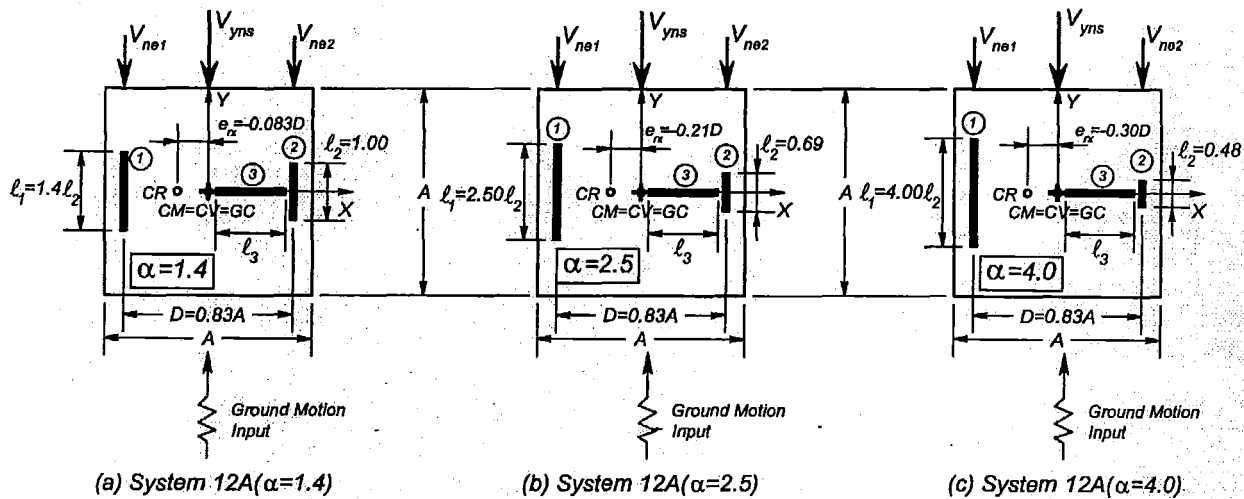 V_ne1 V_yns V_ne2
Y
e_rx=-0.083D
ℓ_2=1.00
① ② ③
ℓ_1=1.4ℓ_2
CR
CM=CV=GC
X
ℓ_3
α=1.4
D=0.83A
A
Ground Motion
Input
(a) System 12A(α=1.4)
A
V_ne1 V_yns V_ne2
Y
e_rx=-0.21D
ℓ_2=0.69
① ② ③
ℓ_1=2.50ℓ_2
CR
CM=CV=GC
X
ℓ_3
α=2.5
D=0.83A
A
Ground Motion
Input
(b) System 12A(α=2.5)
A
V_ne1 V_yns V_ne2
Y
e_rx=-0.30D
ℓ_2=0.48
① ② ③
ℓ_1=4.00ℓ_2
CR
CM=CV=GC
X
ℓ_3
α=4.0
D=0.83A
A
Ground Motion
Input
(c) System 12A(α=4.0)